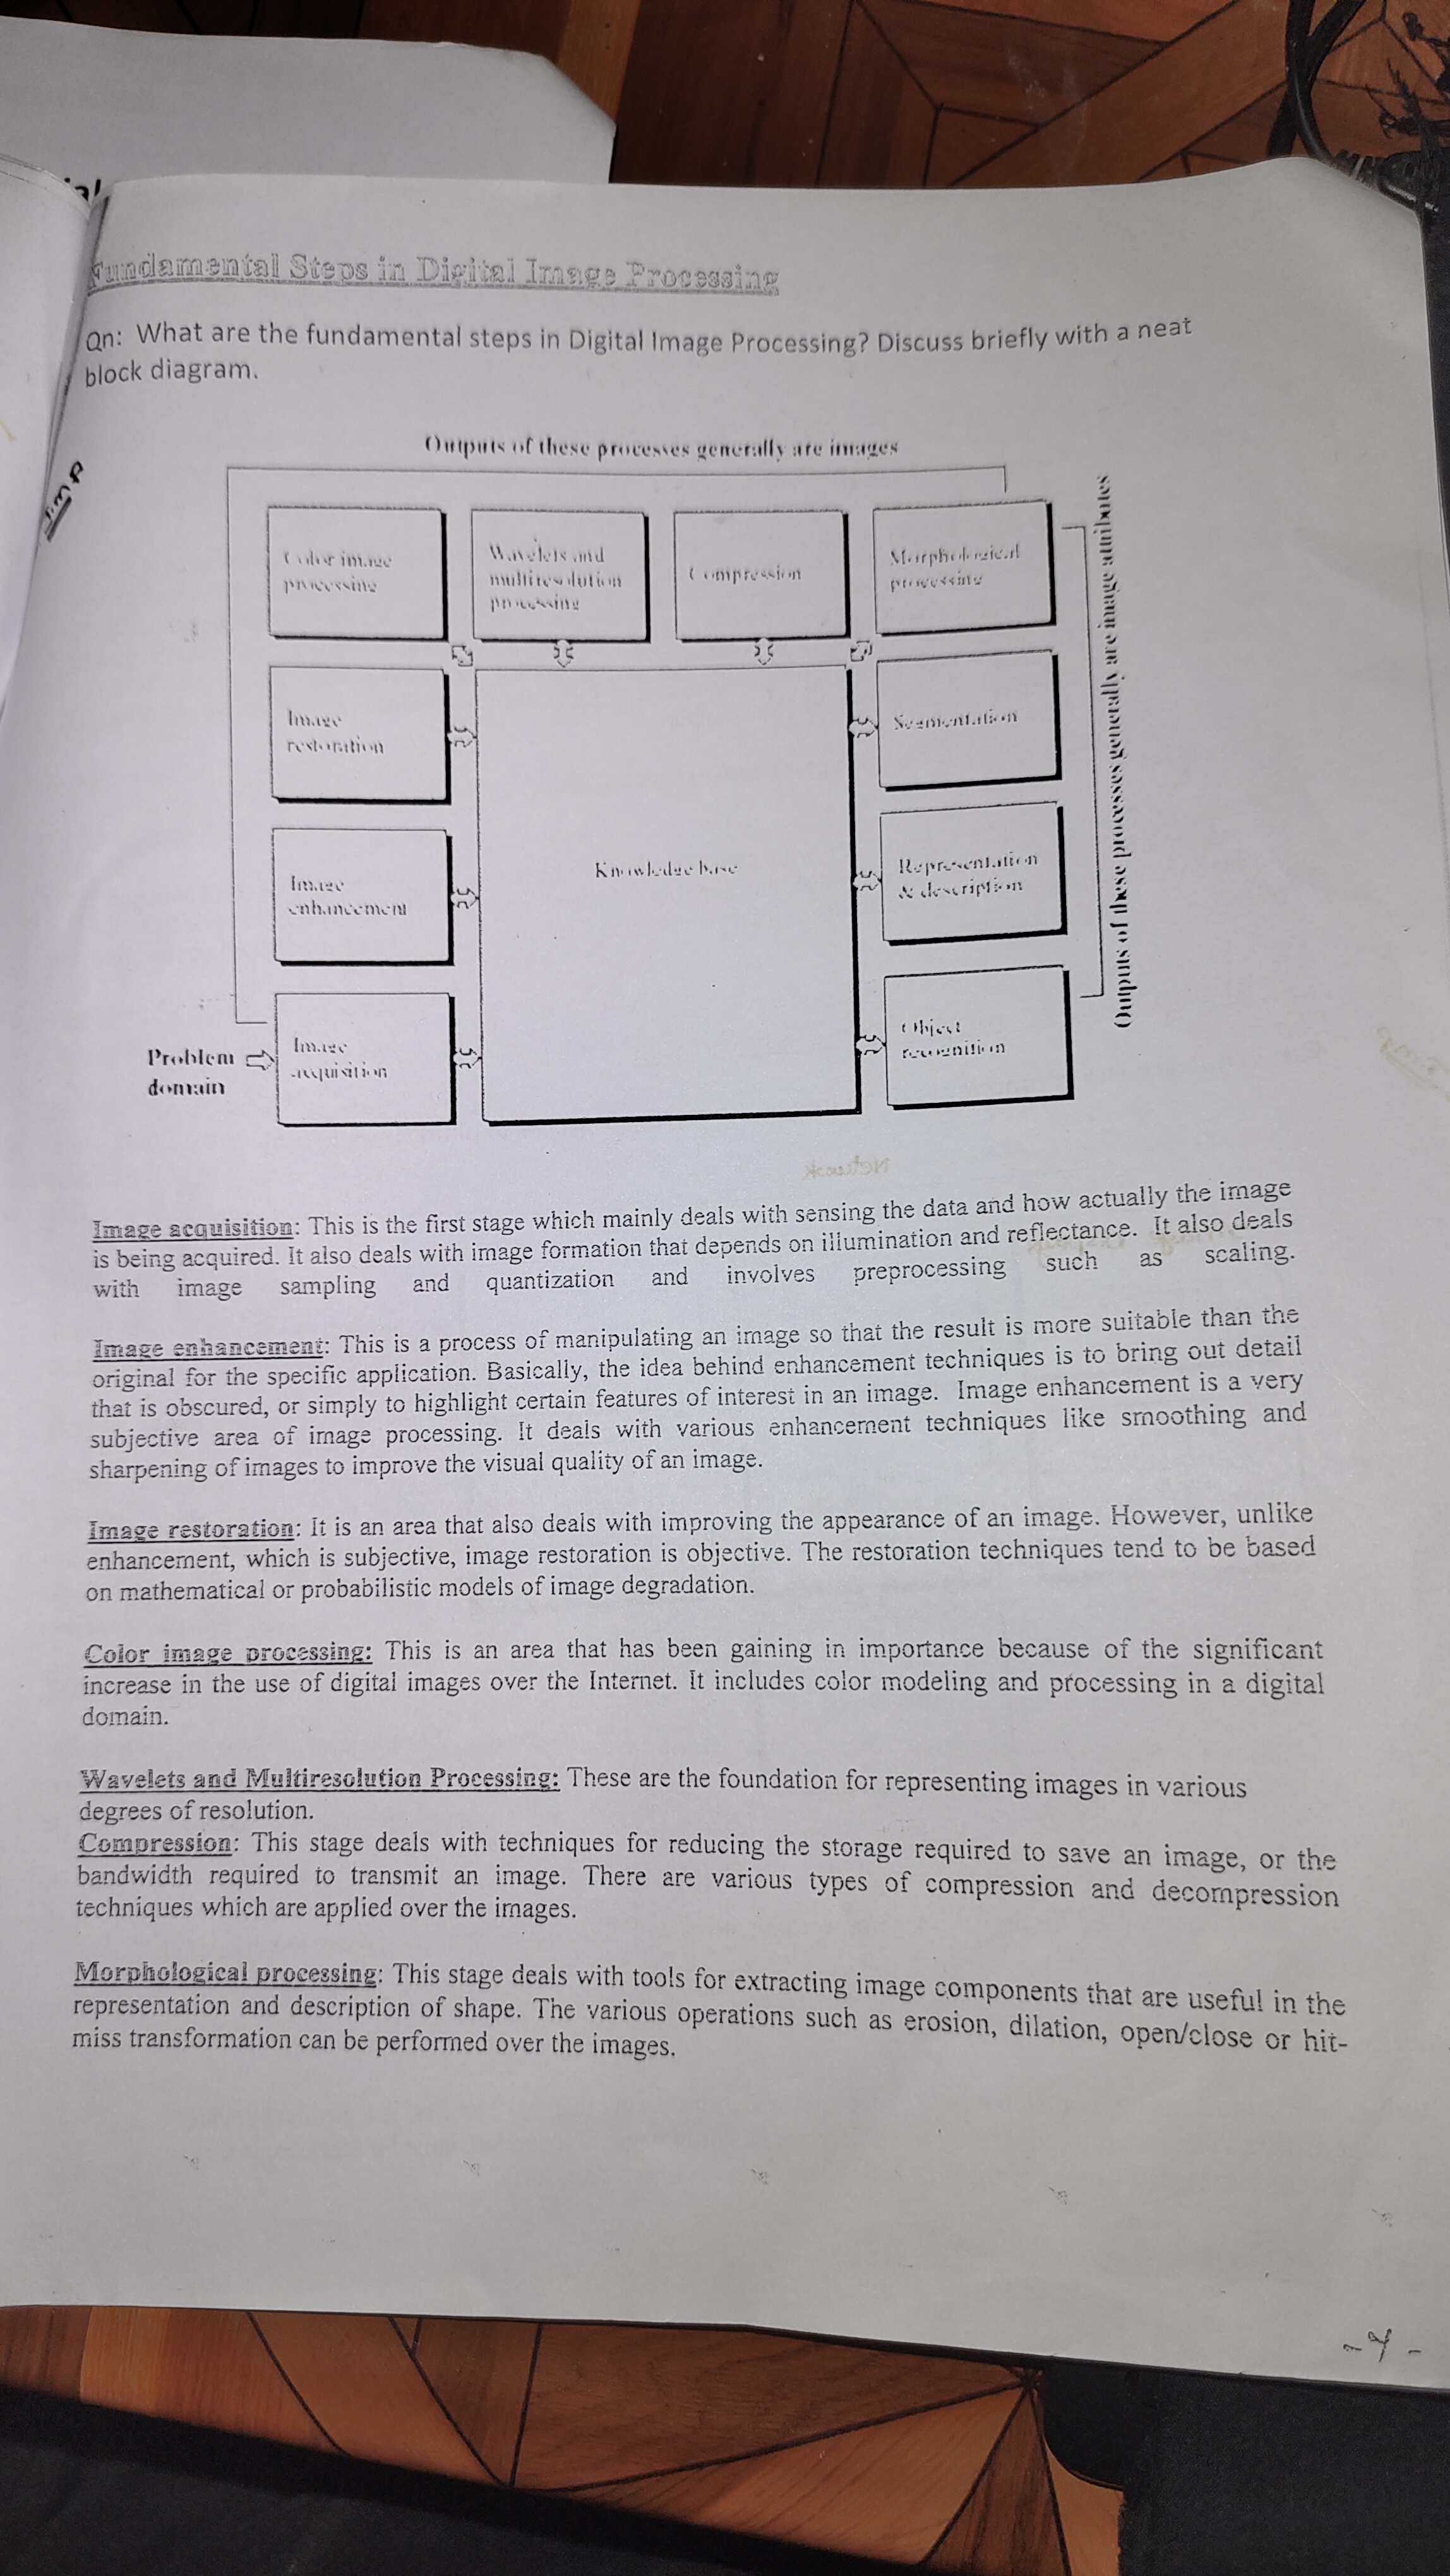 Fundamental Steps in Digital Image Processing
Qn: What are the fundamental steps in Digital Image Processing? Discuss briefly with a neat
block diagram.
Imp
Outputs of these processes generally are images
Color image
processing
Wavelets and
multiresolution
processing
Compression
Morphological
processing
Outputs of these processes generally are image attributes
Image
restoration
Segmentation
Image
enhancement
Knowledge base
Representation
& description
Problem
domain
Image
acquisition
Object
recognition
Image acquisition: This is the first stage which mainly deals with sensing the data and how actually the image
is being acquired. It also deals with image formation that depends on illumination and reflectance. It also deals
with image sampling and quantization and involves preprocessing such as scaling.
Image enhancement: This is a process of manipulating an image so that the result is more suitable than the
original for the specific application. Basically, the idea behind enhancement techniques is to bring out detail
that is obscured, or simply to highlight certain features of interest in an image. Image enhancement is a very
subjective area of image processing. It deals with various enhancement techniques like smoothing and
sharpening of images to improve the visual quality of an image.
Image restoration: It is an area that also deals with improving the appearance of an image. However, unlike
enhancement, which is subjective, image restoration is objective. The restoration techniques tend to be based
on mathematical or probabilistic models of image degradation.
Color image processing: This is an area that has been gaining in importance because of the significant
increase in the use of digital images over the Internet. It includes color modeling and processing in a digital
domain.
Wavelets and Multiresolution Processing: These are the foundation for representing images in various
degrees of resolution.
Compression: This stage deals with techniques for reducing the storage required to save an image, or the
bandwidth required to transmit an image. There are various types of compression and decompression
techniques which are applied over the images.
Morphological processing: This stage deals with tools for extracting image components that are useful in the
representation and description of shape. The various operations such as erosion, dilation, open/close or hit-
miss transformation can be performed over the images.
-4-